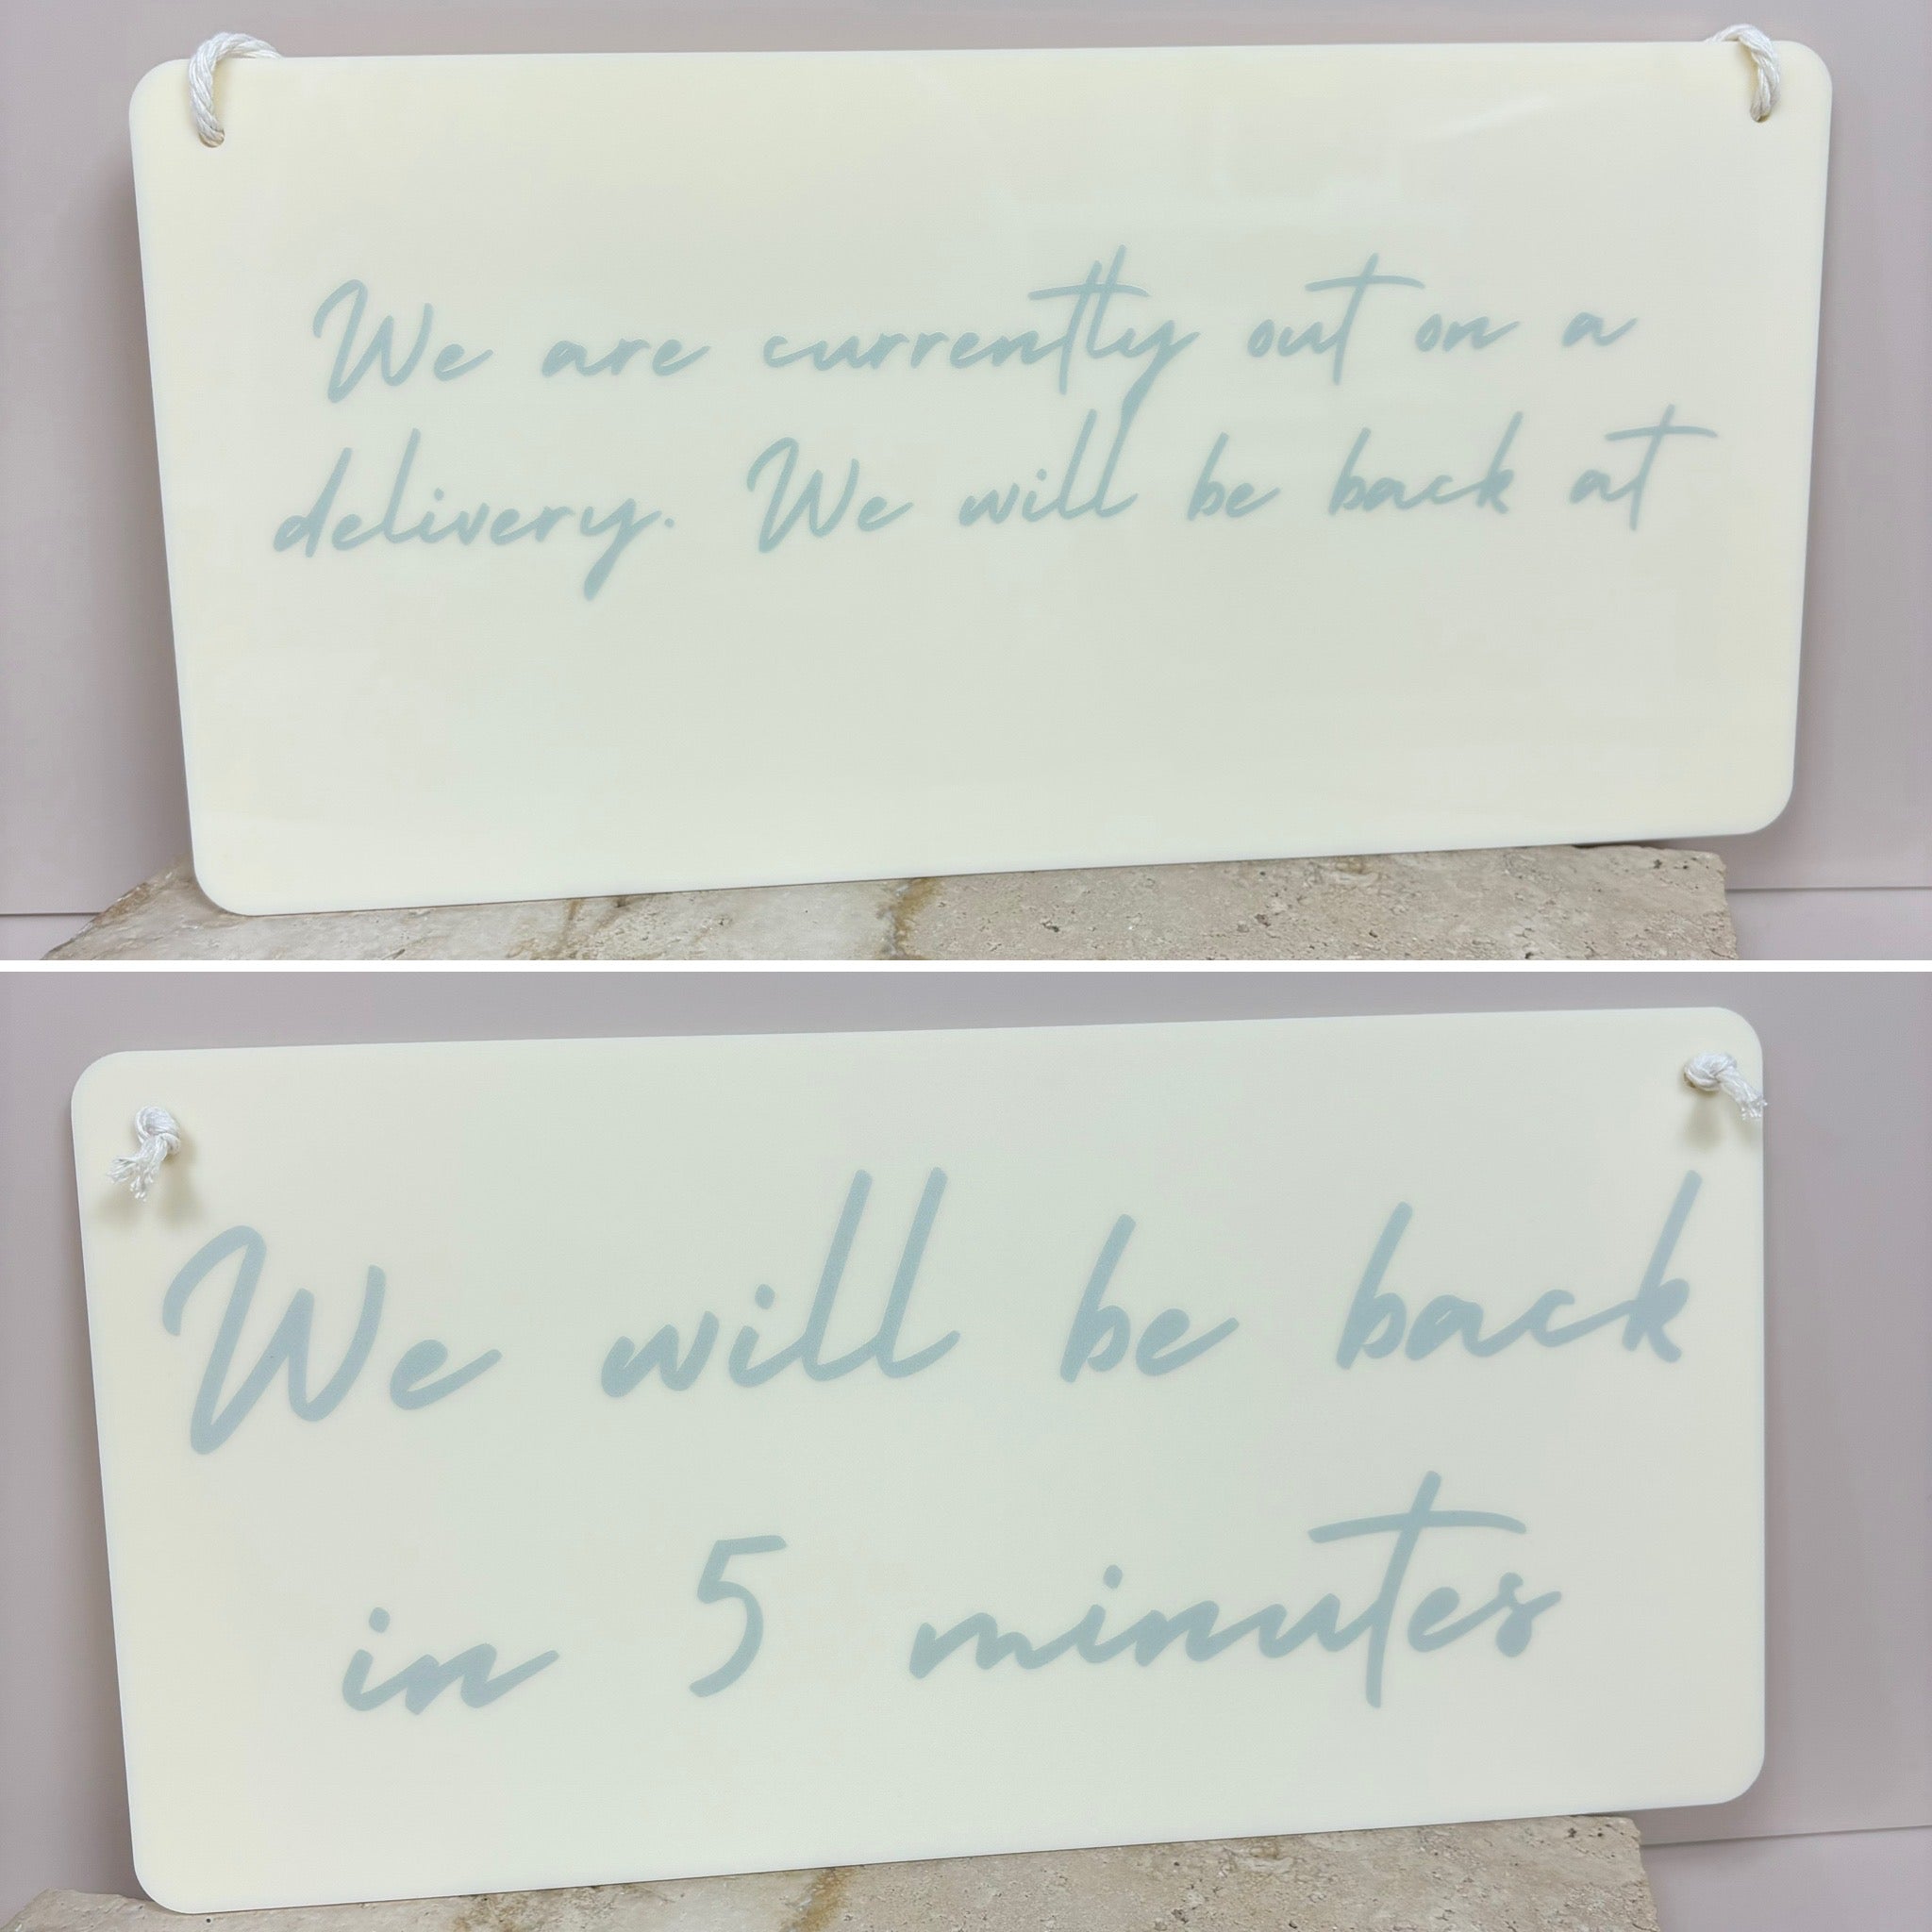 We are currently out on a
delivery. We will be back at
We will be back
in 5 minutes